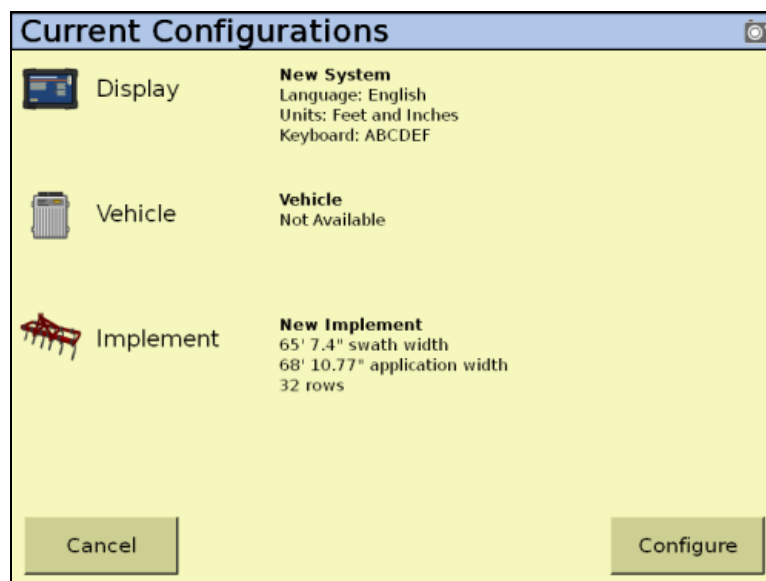 Current Configurations
Display
New System
Language: English
Units: Feet and Inches
Keyboard: ABCDEF
Vehicle
Vehicle
Not Available
Implement
New Implement
65' 7.4" swath width
68' 10.77" application width
32 rows
Cancel
Configure